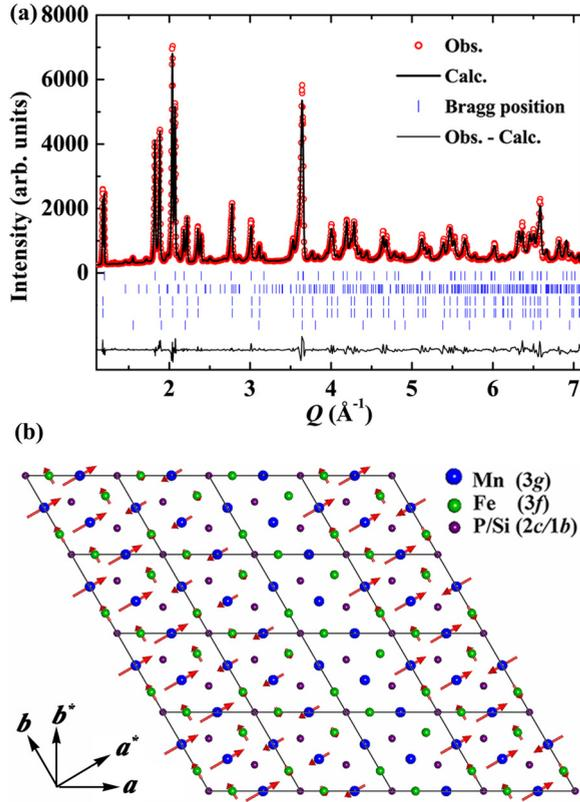 (a)
Intensity (arb. units)
8000
6000
4000
2000
0
Obs.
Calc.
Bragg position
Obs. - Calc.
2 3 4 5 6 7
Q (Å⁻¹)
(b)
Mn (3g)
Fe (3f)
P/Si (2c/1b)
b b*
a*
a